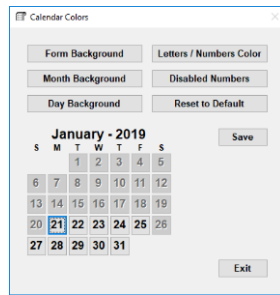 Calendar Colors
Form Background Letters / Numbers Color
Month Background Disabled Numbers
Day Background Reset to Default
January - 2019 Save
S M T W T F S
1 2 3 4 5
6 7 8 9 10 11 12
13 14 15 16 17 18 19
20 21 22 23 24 25 26
27 28 29 30 31
Exit